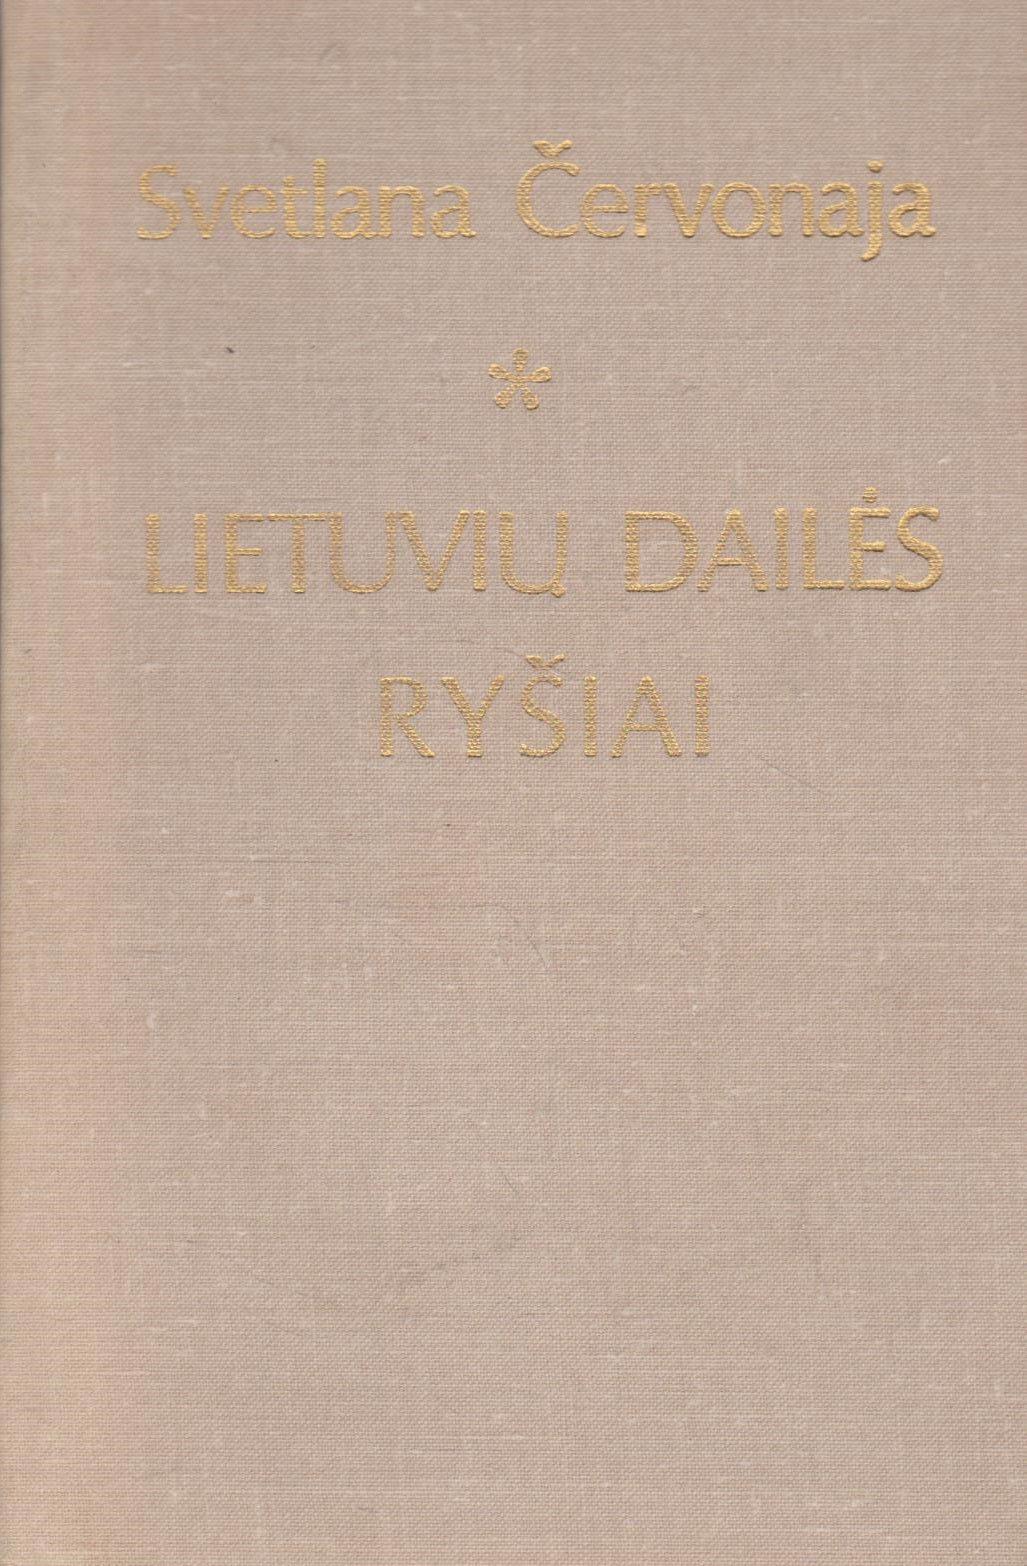 Svetlana Červonaja
*
LIETUVIŲ DAILĖS
RYŠIAI